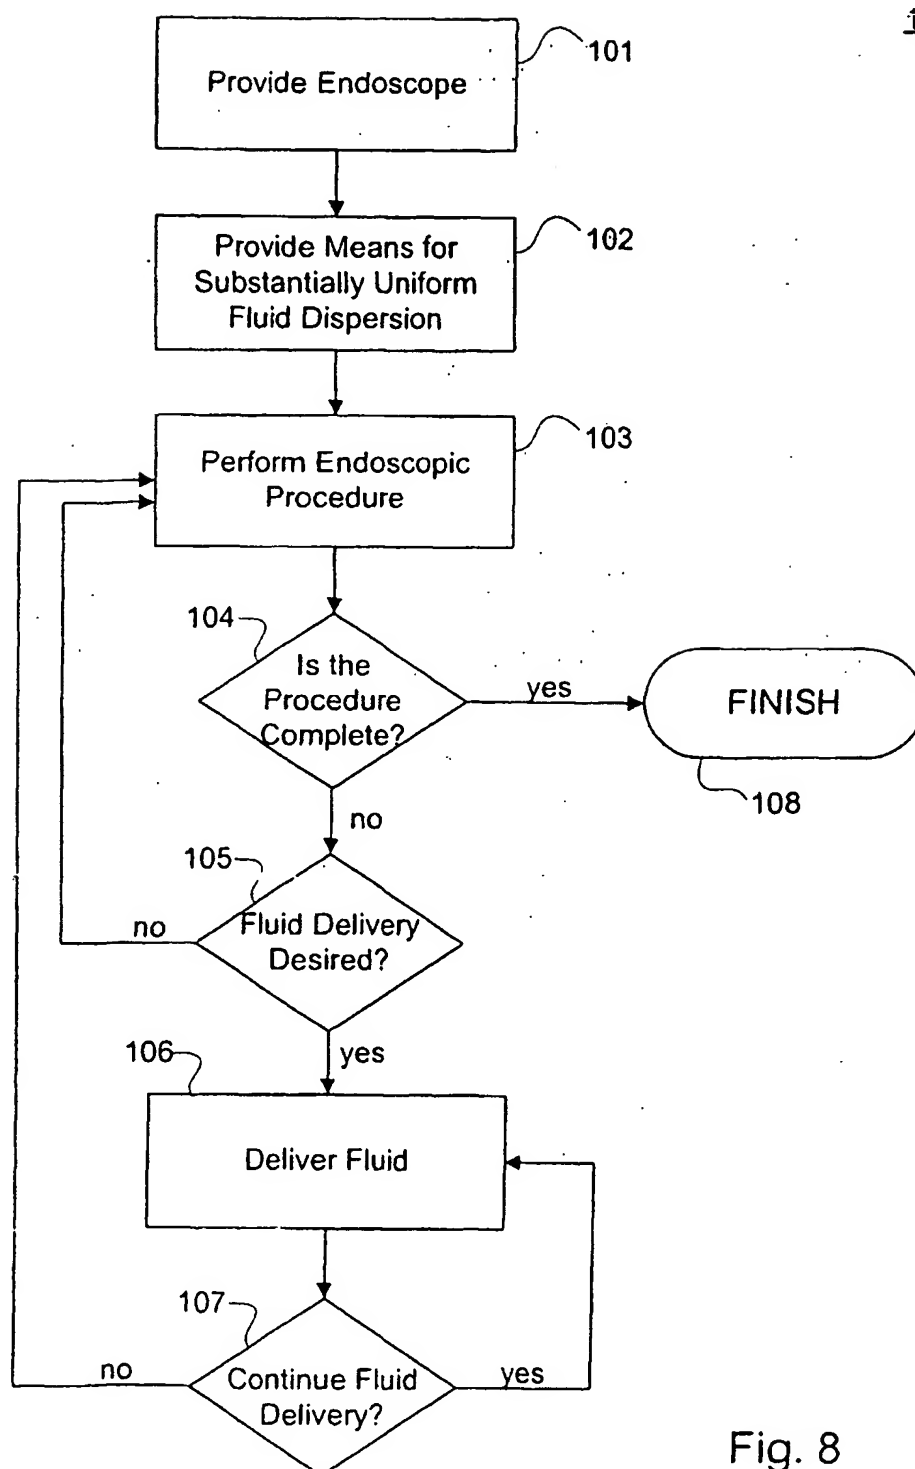 Provide Endoscope
101
Provide Means for
Substantially Uniform
Fluid Dispersion
102
Perform Endoscopic
Procedure
103
104
Is the
Procedure
Complete?
yes
FINISH
108
no
105
Fluid Delivery
Desired?
no
yes
106
Deliver Fluid
107
Continue Fluid
Delivery?
no
yes
Fig. 8